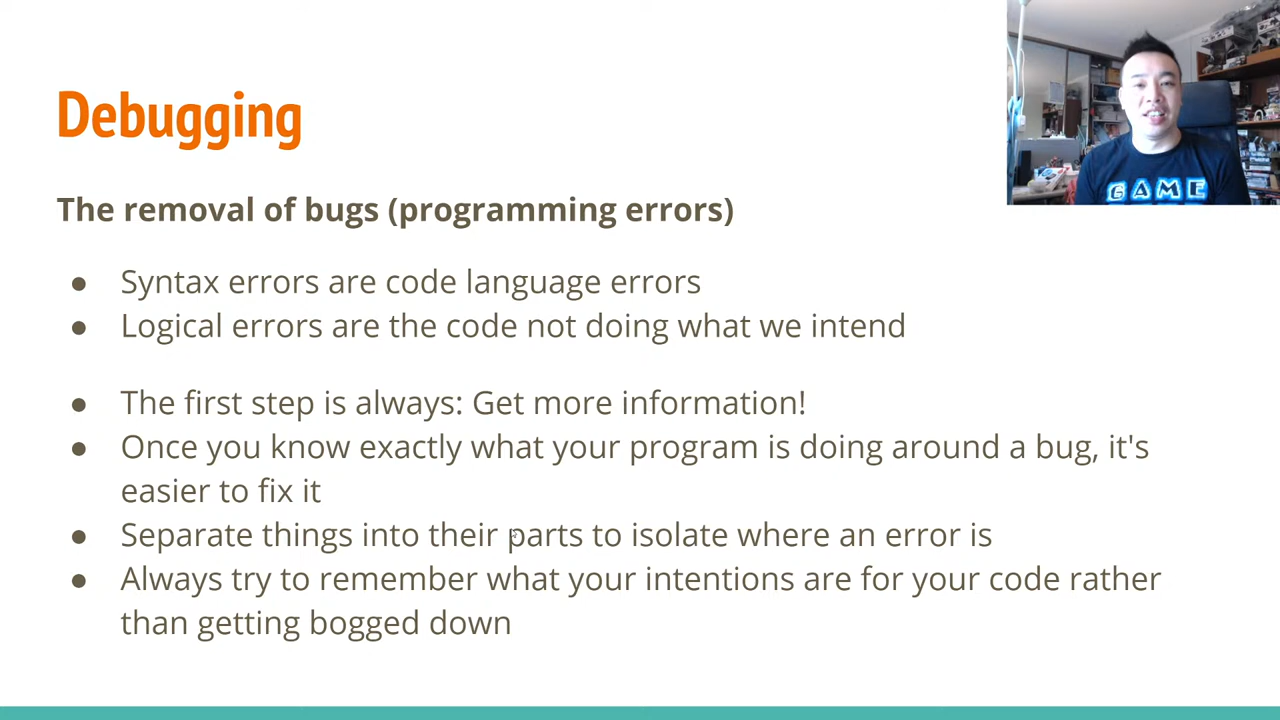 Debugging
The removal of bugs (programming errors)
● Syntax errors are code language errors
● Logical errors are the code not doing what we intend
● The first step is always: Get more information!
● Once you know exactly what your program is doing around a bug, it's
easier to fix it
● Separate things into their parts to isolate where an error is
● Always try to remember what your intentions are for your code rather
than getting bogged down
GAME